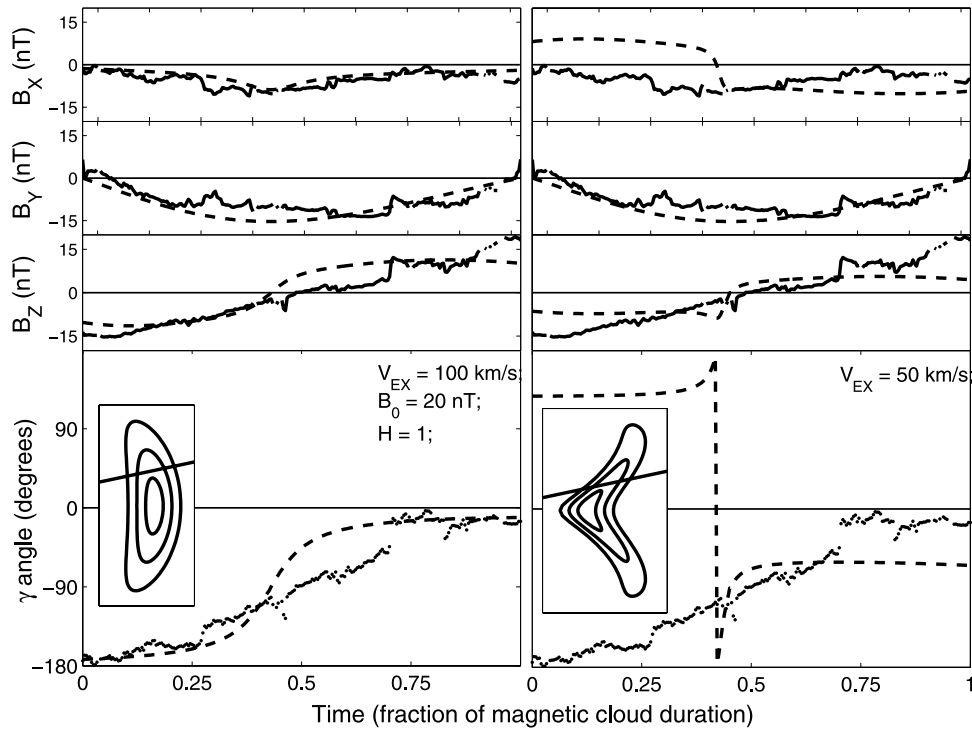 15
0
−15
B_X (nT)
15
0
−15
B_Y (nT)
15
0
−15
B_Z (nT)
90
0
−90
−180
γ angle (degrees)
V_EX = 100 km/s;
B_0 = 20 nT;
H = 1;
V_EX = 50 km/s;
0 0.25 0.5 0.75
0 0.25 0.5 0.75 1
Time (fraction of magnetic cloud duration)